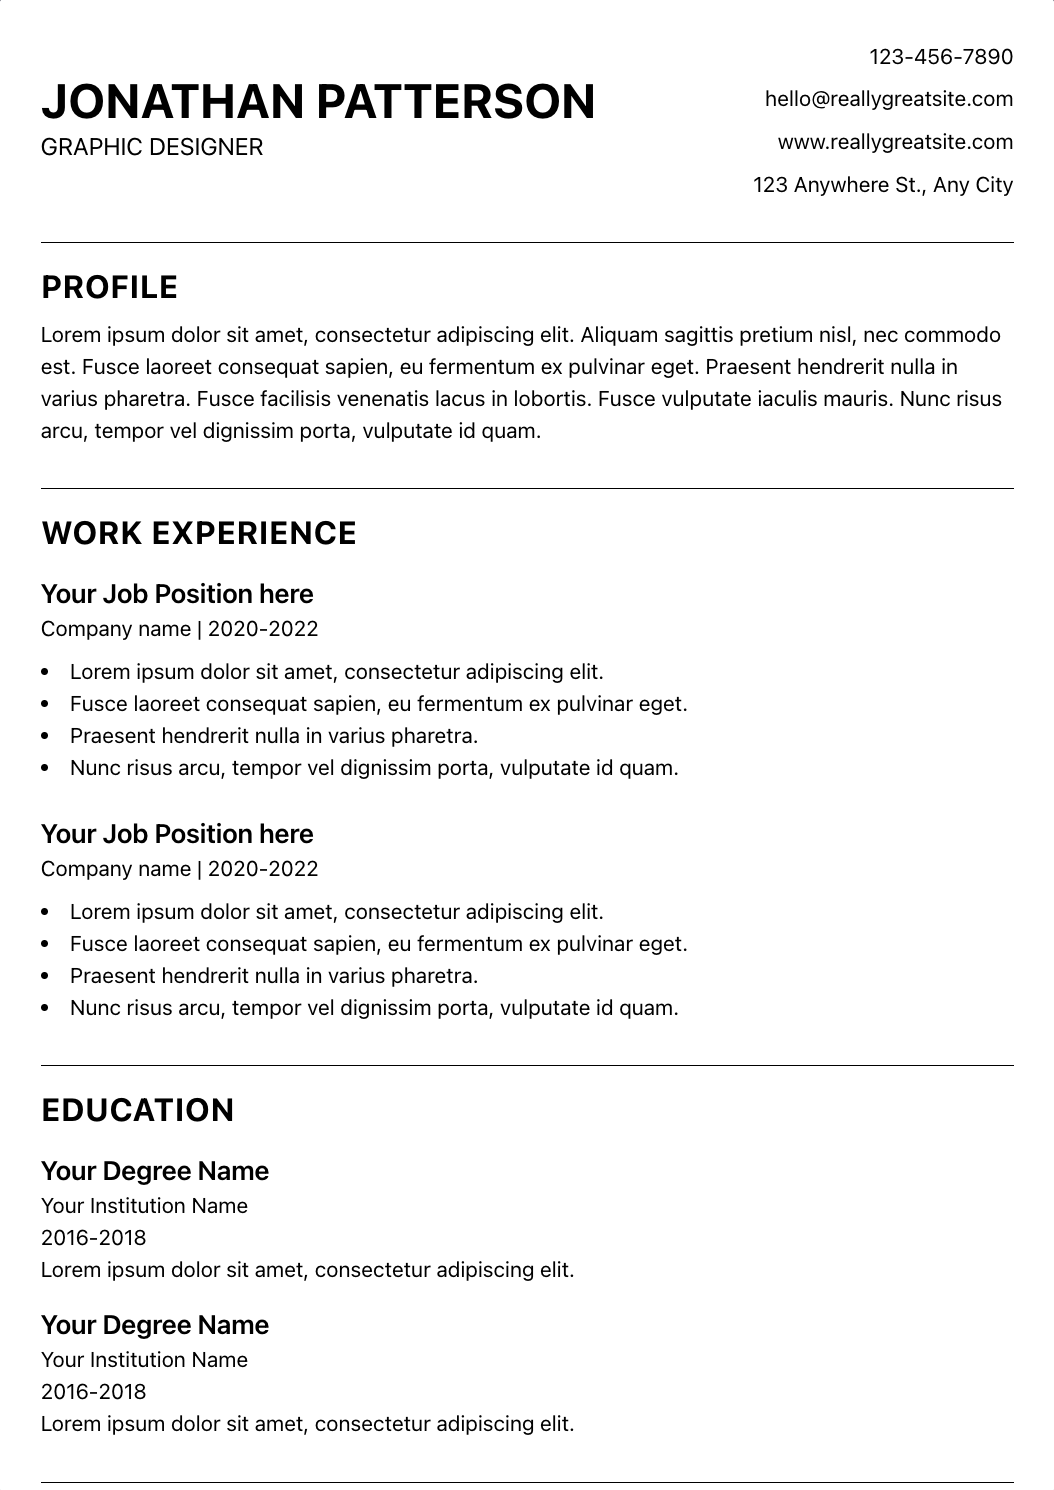 JONATHAN PATTERSON
GRAPHIC DESIGNER
123-456-7890
hello@reallygreatsite.com
www.reallygreatsite.com
123 Anywhere St., Any City
PROFILE
Lorem ipsum dolor sit amet, consectetur adipiscing elit. Aliquam sagittis pretium nisl, nec commodo
est. Fusce laoreet consequat sapien, eu fermentum ex pulvinar eget. Praesent hendrerit nulla in
varius pharetra. Fusce facilisis venenatis lacus in lobortis. Fusce vulputate iaculis mauris. Nunc risus
arcu, tempor vel dignissim porta, vulputate id quam.
WORK EXPERIENCE
Your Job Position here
Company name | 2020-2022
• Lorem ipsum dolor sit amet, consectetur adipiscing elit.
• Fusce laoreet consequat sapien, eu fermentum ex pulvinar eget.
• Praesent hendrerit nulla in varius pharetra.
• Nunc risus arcu, tempor vel dignissim porta, vulputate id quam.
Your Job Position here
Company name | 2020-2022
• Lorem ipsum dolor sit amet, consectetur adipiscing elit.
• Fusce laoreet consequat sapien, eu fermentum ex pulvinar eget.
• Praesent hendrerit nulla in varius pharetra.
• Nunc risus arcu, tempor vel dignissim porta, vulputate id quam.
EDUCATION
Your Degree Name
Your Institution Name
2016-2018
Lorem ipsum dolor sit amet, consectetur adipiscing elit.
Your Degree Name
Your Institution Name
2016-2018
Lorem ipsum dolor sit amet, consectetur adipiscing elit.